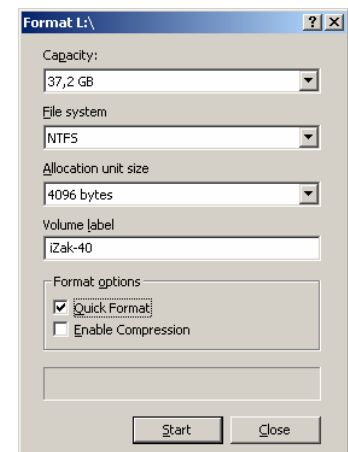 Format L:\
Capacity:
37,2 GB
File system
NTFS
Allocation unit size
4096 bytes
Volume label
iZak-40
Format options
Quick Format
Enable Compression
Start
Close